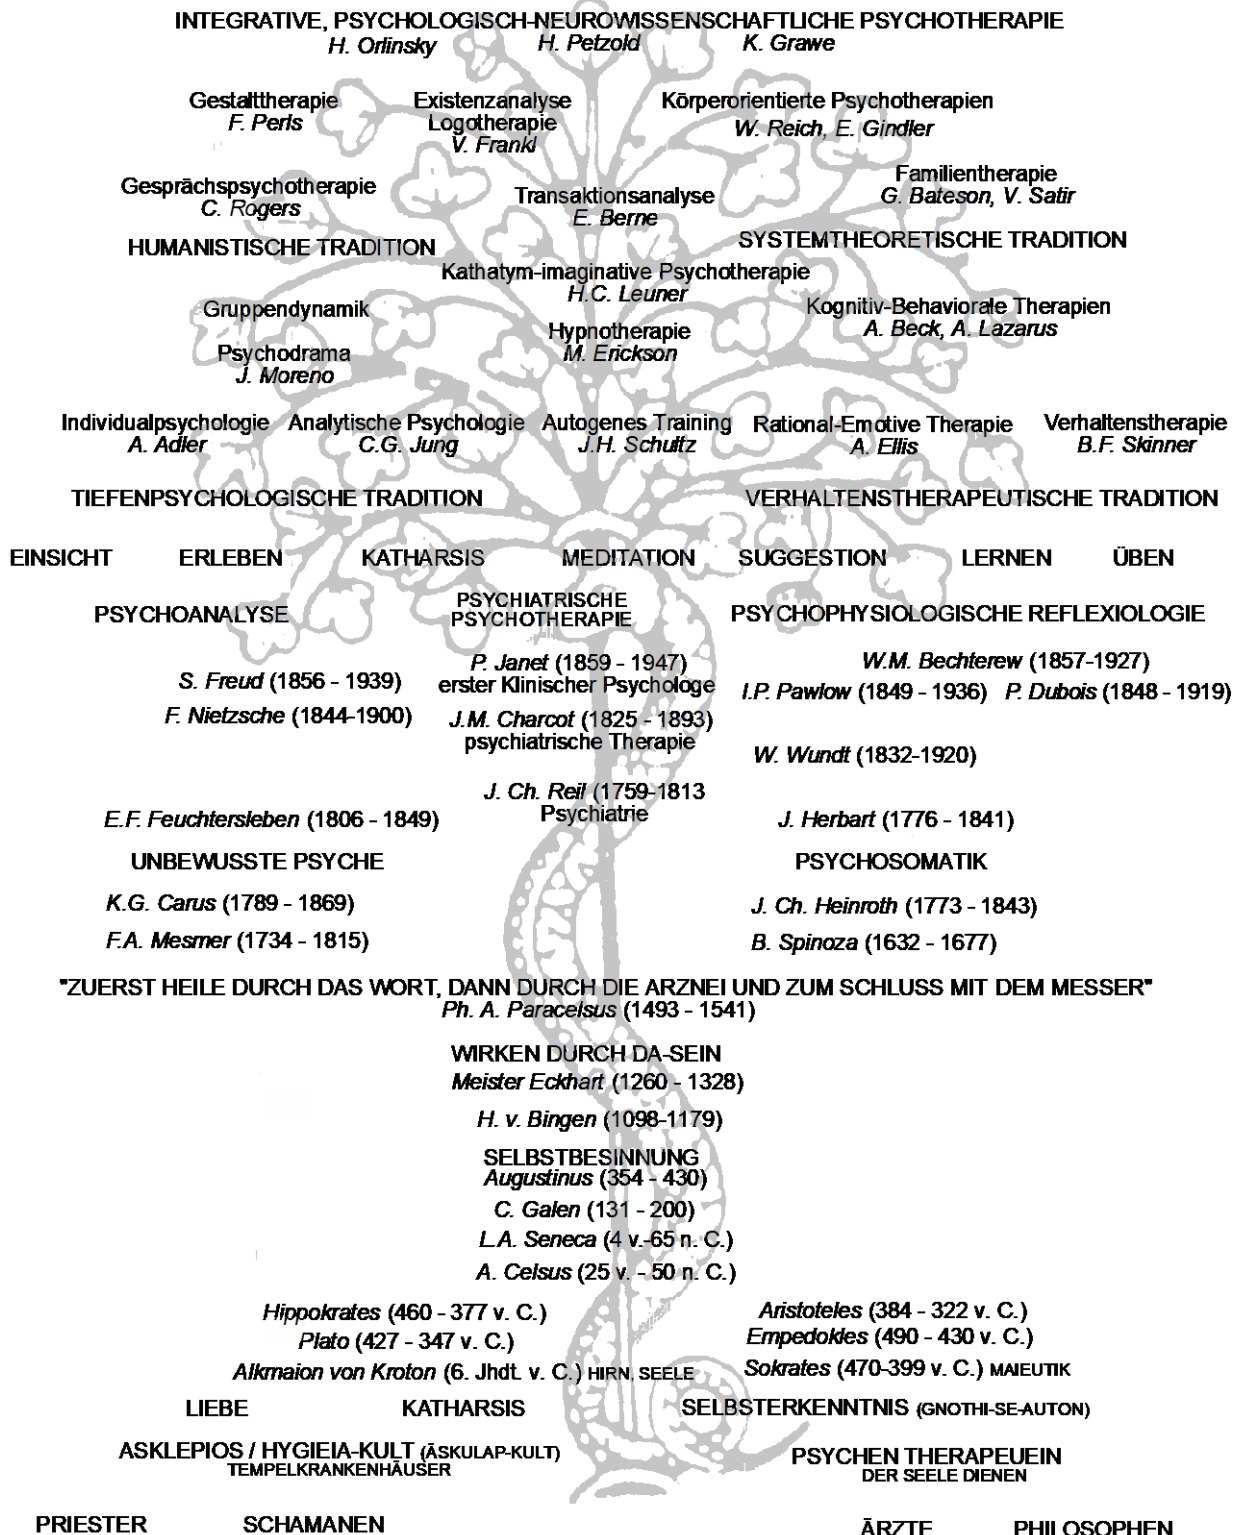 INTEGRATIVE, PSYCHOLOGISCH-NEUROWISSENSCHAFTLICHE PSYCHOTHERAPIE
H. Orlinsky H. Petzold K. Grawe
Gestalttherapie Existenzanalyse Körperorientierte Psychotherapien
F. Perls Logotherapie W. Reich, E. Gindler
V. Frankl
Familientherapie
Gesprächspsychotherapie Transaktionsanalyse G. Bateson, V. Satir
C. Rogers E. Berne
HUMANISTISCHE TRADITION SYSTEMTHEORETISCHE TRADITION
Kathatym-imaginative Psychotherapie
H.C. Leuner
Gruppendynamik Kognitiv-Behaviorale Therapien
Hypnotherapie A. Beck, A. Lazarus
Psychodrama M. Erickson
J. Moreno
Individualpsychologie Analytische Psychologie Autogenes Training Rational-Emotive Therapie Verhaltenstherapie
A. Adler C.G. Jung J.H. Schultz A. Ellis B.F. Skinner
TIEFENPSYCHOLOGISCHE TRADITION VERHALTENSTHERAPEUTISCHE TRADITION
EINSICHT ERLEBEN KATHARSIS MEDITATION SUGGESTION LERNEN ÜBEN
PSYCHOANALYSE PSYCHIATRISCHE PSYCHOPHYSIOLOGISCHE REFLEXIOLOGIE
PSYCHOTHERAPIE
P. Janet (1859 - 1947) W.M. Bechterew (1857-1927)
S. Freud (1856 - 1939) erster Klinischer Psychologe I.P. Pawlow (1849 - 1936) P. Dubois (1848 - 1919)
F. Nietzsche (1844-1900) J.M. Charcot (1825 - 1893)
psychiatrische Therapie
W. Wundt (1832-1920)
J. Ch. Reil (1759-1813
Psychiatrie
E.F. Feuchtersleben (1806 - 1849) J. Herbart (1776 - 1841)
UNBEWUSSTE PSYCHE PSYCHOSOMATIK
K.G. Carus (1789 - 1869) J. Ch. Heinroth (1773 - 1843)
F.A. Mesmer (1734 - 1815) B. Spinoza (1632 - 1677)
"ZUERST HEILE DURCH DAS WORT, DANN DURCH DIE ARZNEI UND ZUM SCHLUSS MIT DEM MESSER"
Ph. A. Paracelsus (1493 - 1541)
WIRKEN DURCH DA-SEIN
Meister Eckhart (1260 - 1328)
H. v. Bingen (1098-1179)
SELBSTBESINNUNG
Augustinus (354 - 430)
C. Galen (131 - 200)
L.A. Seneca (4 v.-65 n. C.)
A. Celsus (25 v. - 50 n. C.)
Hippokrates (460 - 377 v. C.) Aristoteles (384 - 322 v. C.)
Plato (427 - 347 v. C.) Empedokles (490 - 430 v. C.)
Alkmaion von Kroton (6. Jhdt. v. C.) HIRN, SEELE Sokrates (470-399 v. C.) MAIEUTIK
LIEBE KATHARSIS SELBSTERKENNTNIS (GNOTHI-SE-AUTON)
ASKLEPIOS / HYGIEIA-KULT (ÄSKULAP-KULT) PSYCHEN THERAPEUEIN
TEMPELKRANKENHÄUSER DER SEELE DIENEN
PRIESTER SCHAMANEN ÄRZTE PHILOSOPHEN